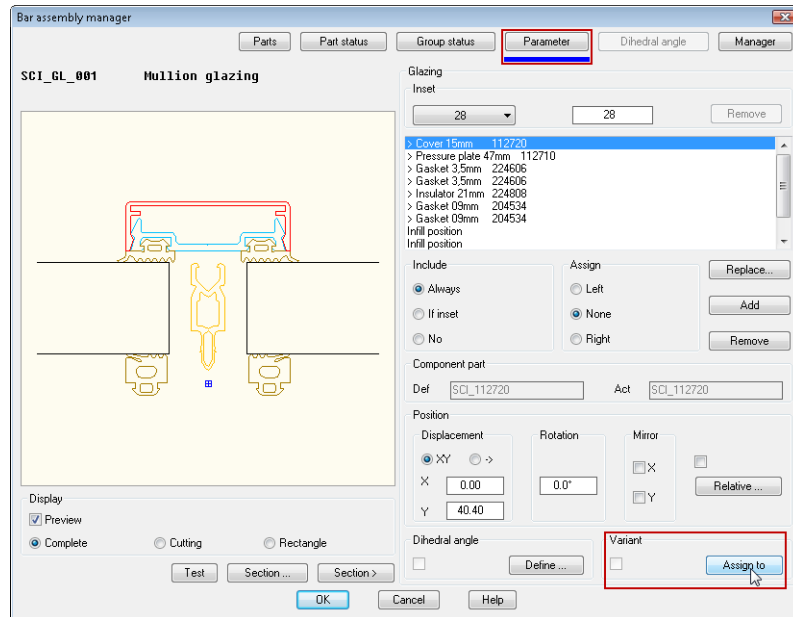 Bar assembly manager
Parts Part status Group status Parameter Dihedral angle Manager
SCI_GL_001 Mullion glazing
Glazing
Inset
28 28 Remove
> Cover 15mm 112720
> Pressure plate 47mm 112710
> Gasket 3,5mm 224606
> Gasket 3,5mm 224606
> Insulator 21mm 224808
> Gasket 09mm 204534
> Gasket 09mm 204534
Infill position
Infill position
Include Assign Replace...
Always Left
If inset None Add
No Right Remove
Component part
Def SCI_112720 Act SCI_112720
Position
Displacement Rotation Mirror
XY -> X
X 0.00 0.0° Relative ...
Y 40.40 Y
Display
Preview
Complete Cutting Rectangle
Dihedral angle Variant
Define ... Assign to
Test Section ... Section >
OK Cancel Help